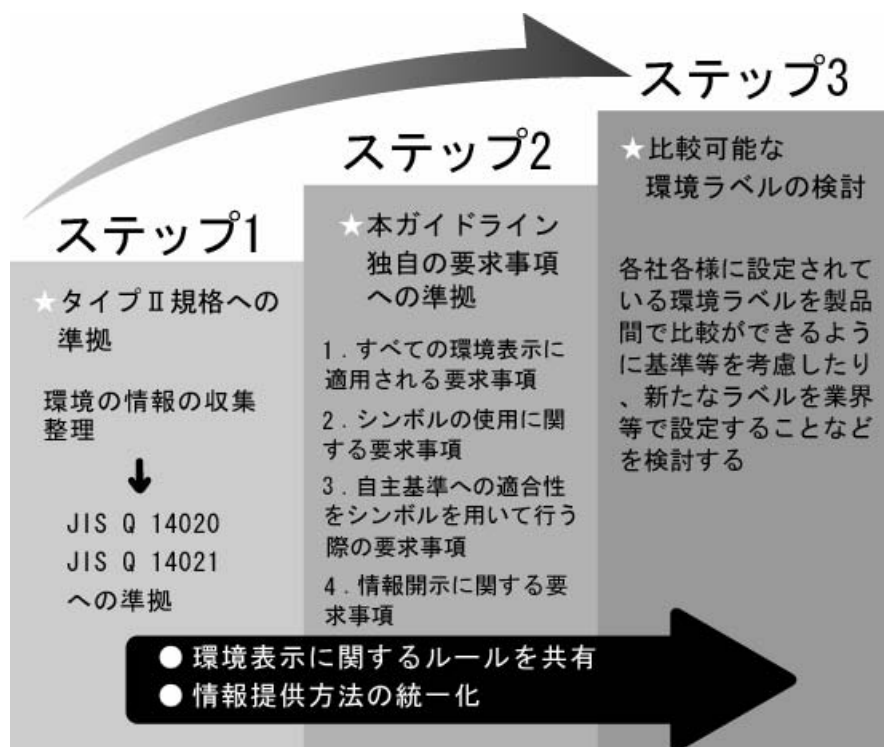 ステップ1
★タイプⅡ規格への
準拠
環境の情報の収集
整理
↓
JIS Q 14020
JIS Q 14021
への準拠
ステップ2
★本ガイドライン
独自の要求事項
への準拠
1．すべての環境表示に
適用される要求事項
2．シンボルの使用に関
する要求事項
3．自主基準への適合性
をシンボルを用いて行う
際の要求事項
4．情報開示に関する要
求事項
ステップ3
★比較可能な
環境ラベルの検討
各社各様に設定されて
いる環境ラベルを製品
間で比較ができるよう
に基準等を考慮したり
、新たなラベルを業界
等で設定することなど
を検討する
●環境表示に関するルールを共有
●情報提供方法の統一化